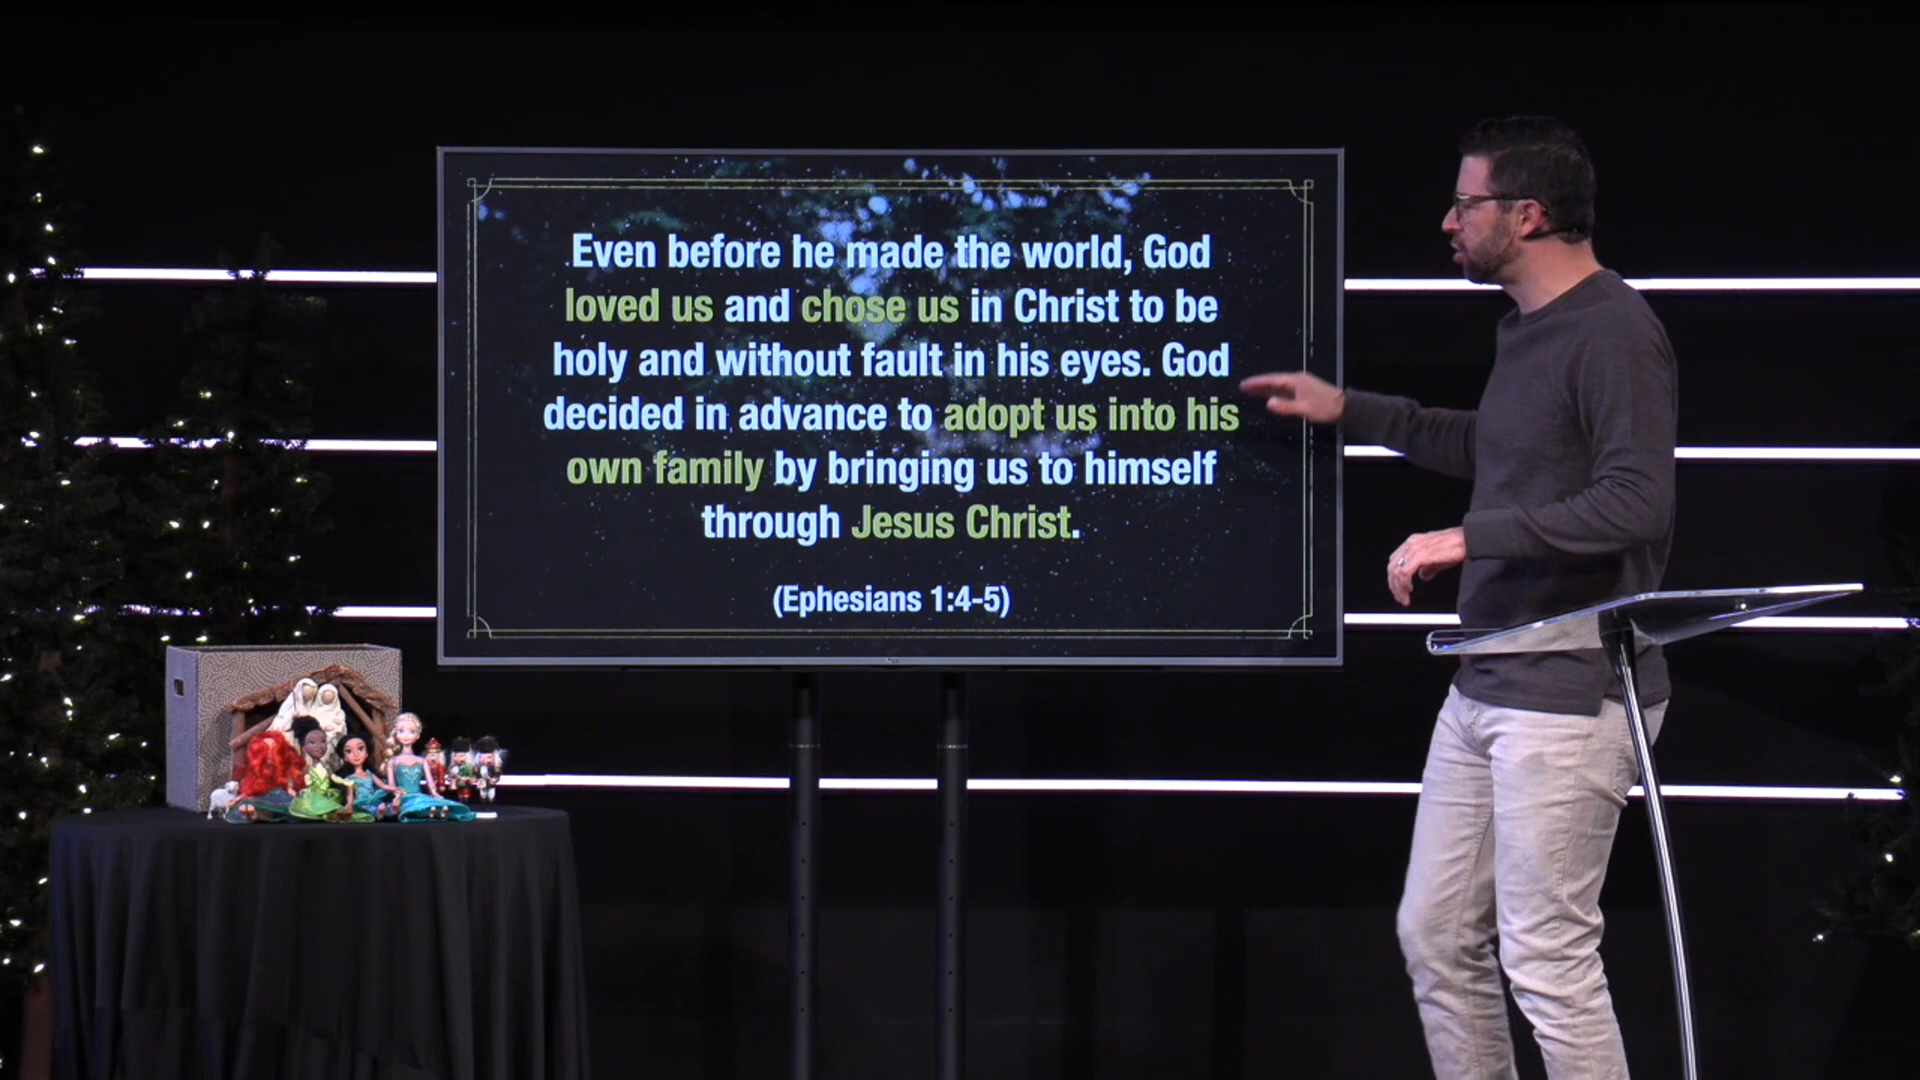 Even before he made the world, God
loved us and chose us in Christ to be
holy and without fault in his eyes. God
decided in advance to adopt us into his
own family by bringing us to himself
through Jesus Christ.
(Ephesians 1:4-5)